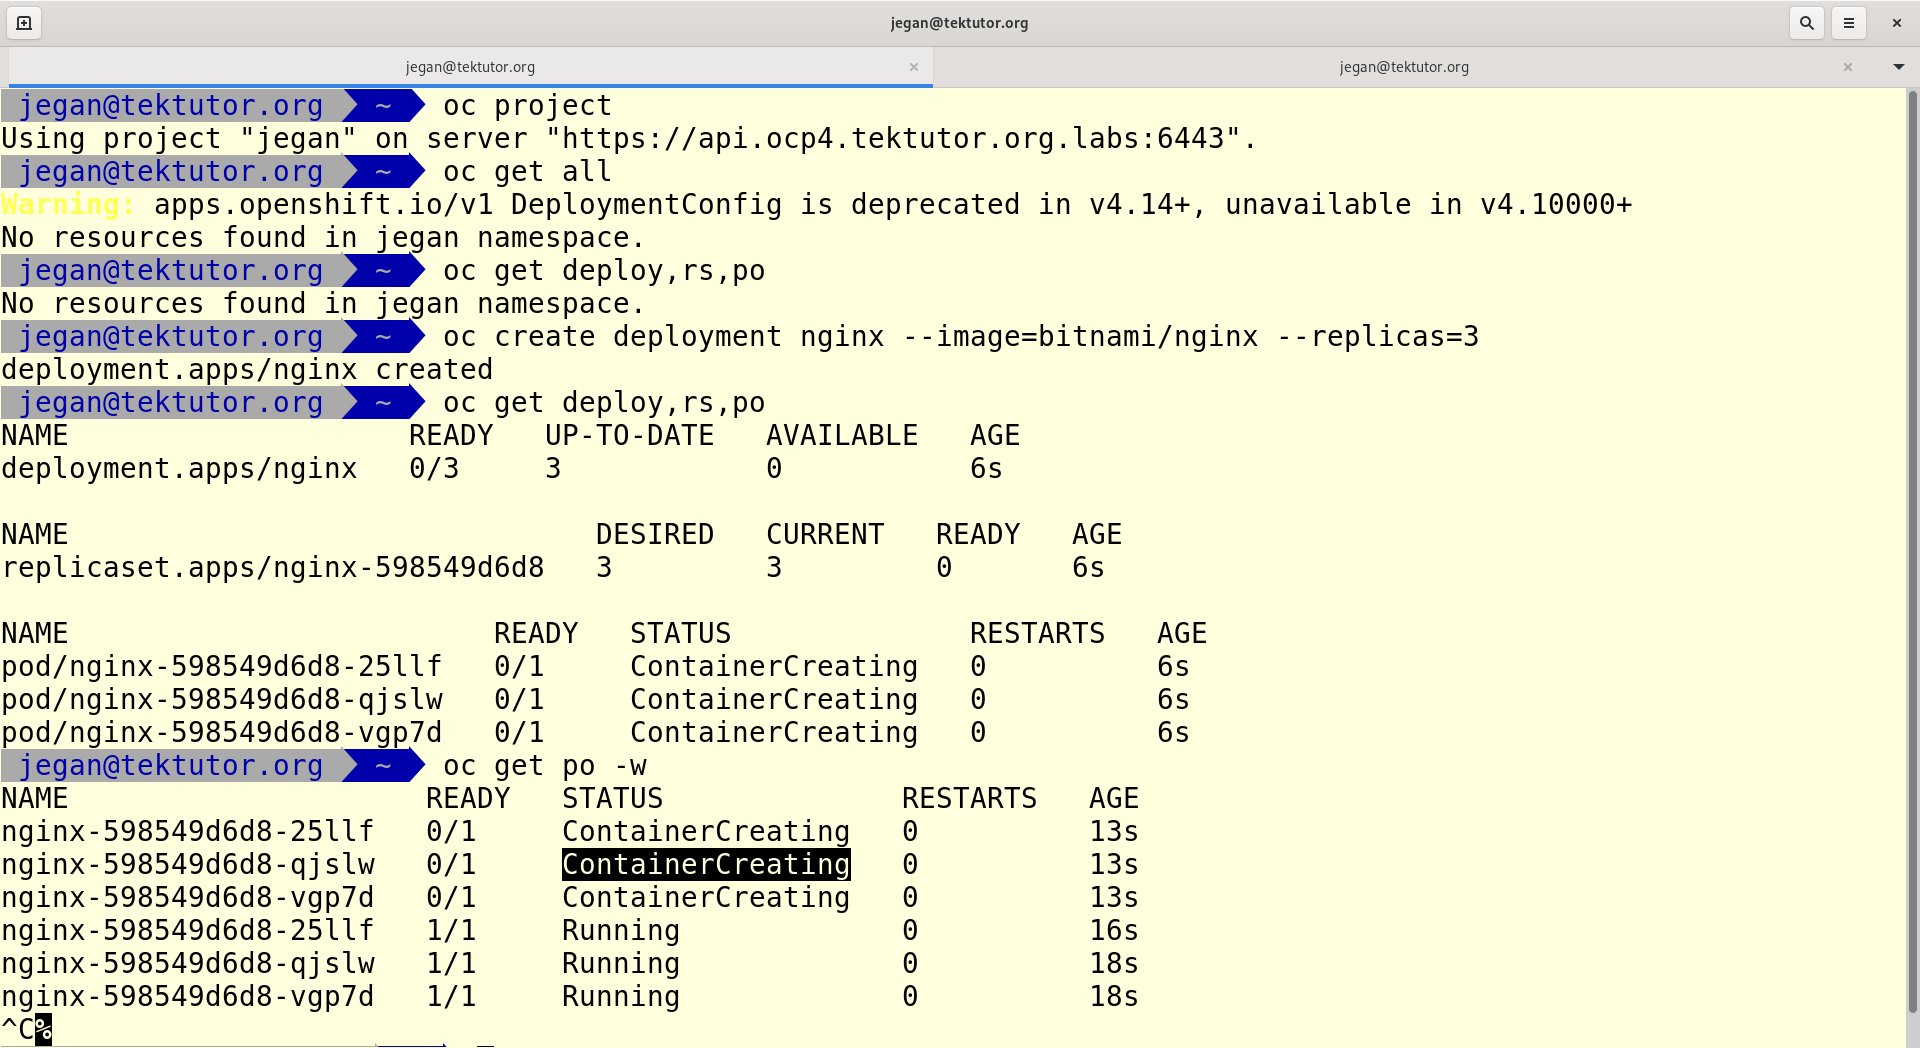 jegan@tektutor.org
jegan@tektutor.org
jegan@tektutor.org
jegan@tektutor.org ~ oc project
Using project "jegan" on server "https://api.ocp4.tektutor.org.labs:6443".
jegan@tektutor.org ~ oc get all
Warning: apps.openshift.io/v1 DeploymentConfig is deprecated in v4.14+, unavailable in v4.10000+
No resources found in jegan namespace.
jegan@tektutor.org ~ oc get deploy,rs,po
No resources found in jegan namespace.
jegan@tektutor.org ~ oc create deployment nginx --image=bitnami/nginx --replicas=3
deployment.apps/nginx created
jegan@tektutor.org ~ oc get deploy,rs,po
NAME READY UP-TO-DATE AVAILABLE AGE
deployment.apps/nginx 0/3 3 0 6s
NAME DESIRED CURRENT READY AGE
replicaset.apps/nginx-598549d6d8 3 3 0 6s
NAME READY STATUS RESTARTS AGE
pod/nginx-598549d6d8-25llf 0/1 ContainerCreating 0 6s
pod/nginx-598549d6d8-qjslw 0/1 ContainerCreating 0 6s
pod/nginx-598549d6d8-vgp7d 0/1 ContainerCreating 0 6s
jegan@tektutor.org ~ oc get po -w
NAME READY STATUS RESTARTS AGE
nginx-598549d6d8-25llf 0/1 ContainerCreating 0 13s
nginx-598549d6d8-qjslw 0/1 ContainerCreating 0 13s
nginx-598549d6d8-vgp7d 0/1 ContainerCreating 0 13s
nginx-598549d6d8-25llf 1/1 Running 0 16s
nginx-598549d6d8-qjslw 1/1 Running 0 18s
nginx-598549d6d8-vgp7d 1/1 Running 0 18s
^C%